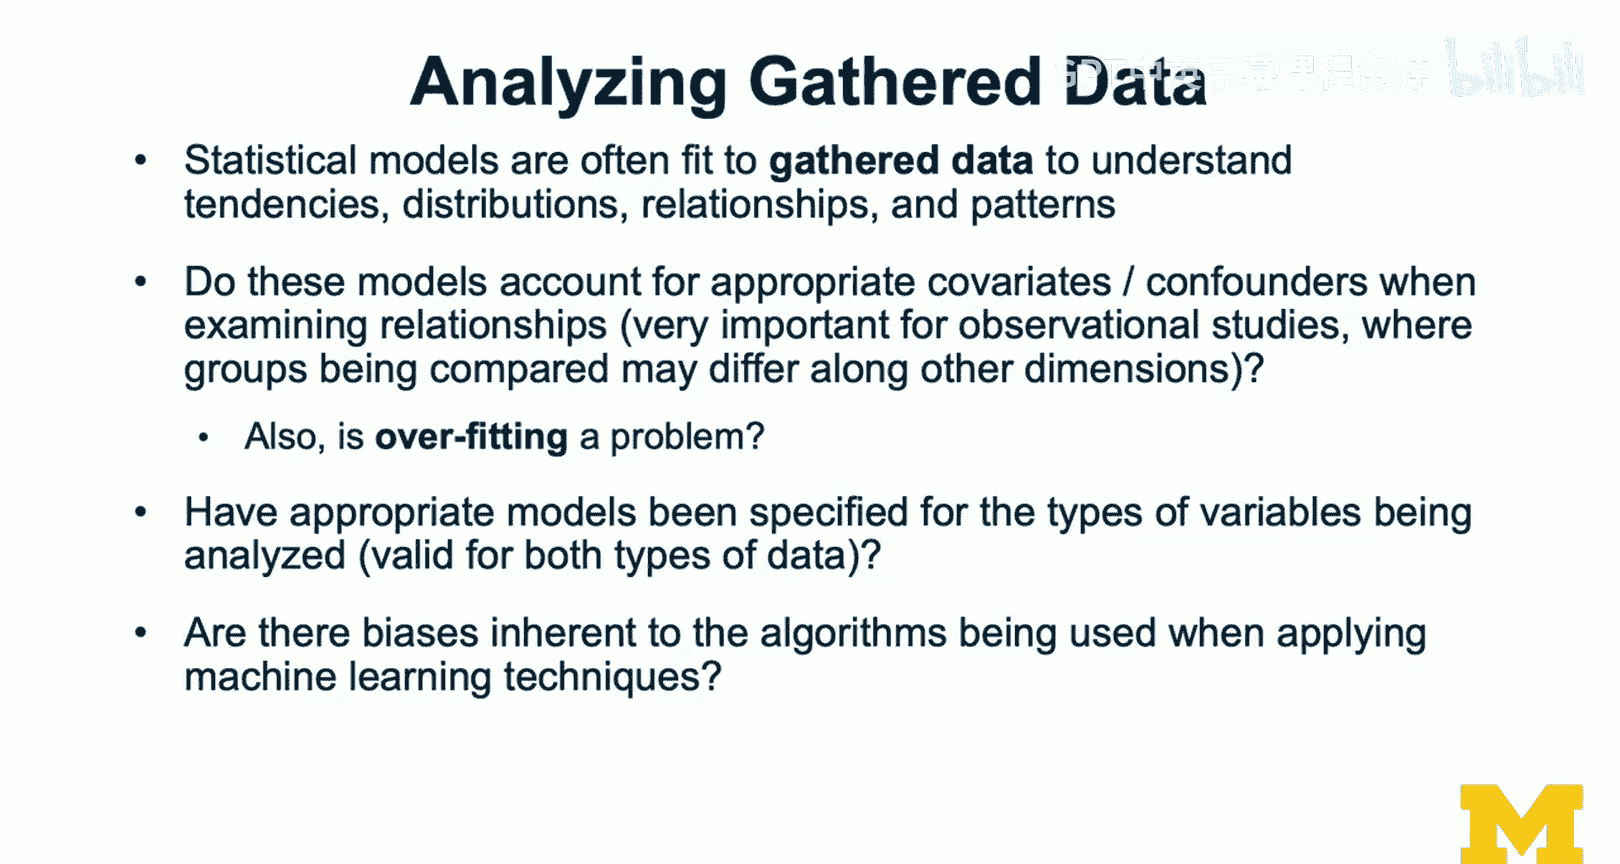 Analyzing Gathered Data
bilibili
• Statistical models are often fit to gathered data to understand
tendencies, distributions, relationships, and patterns
• Do these models account for appropriate covariates / confounders when
examining relationships (very important for observational studies, where
groups being compared may differ along other dimensions)?
• Also, is over-fitting a problem?
• Have appropriate models been specified for the types of variables being
analyzed (valid for both types of data)?
• Are there biases inherent to the algorithms being used when applying
machine learning techniques?
M